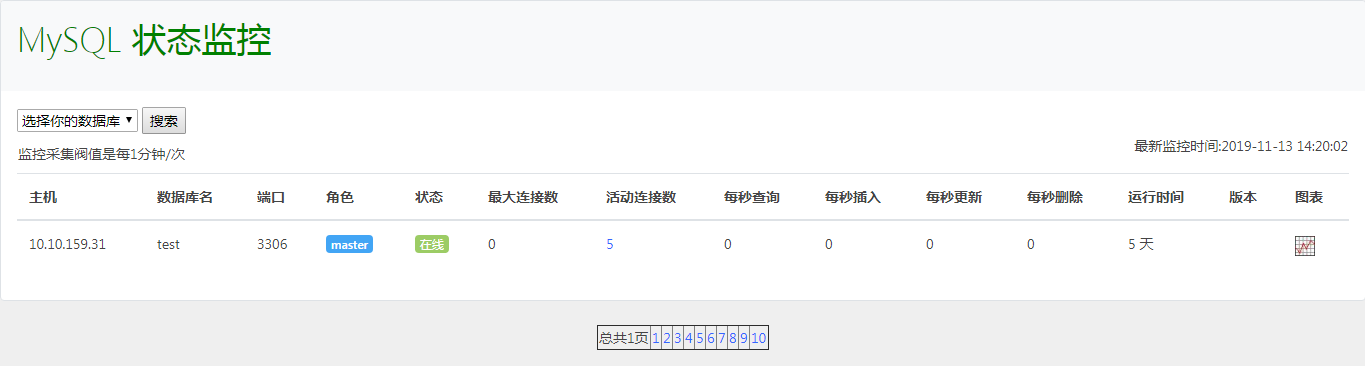 MySQL 状态监控
选择你的数据库 搜索
监控采集阀值是每1分钟/次
最新监控时间:2019-11-13 14:20:02
主机 数据库名 端口 角色 状态 最大连接数 活动连接数 每秒查询 每秒插入 每秒更新 每秒删除 运行时间 版本 图表
10.10.159.31 test 3306 master 在线 0 5 0 0 0 0 5 天
总共1页 1 2 3 4 5 6 7 8 9 10